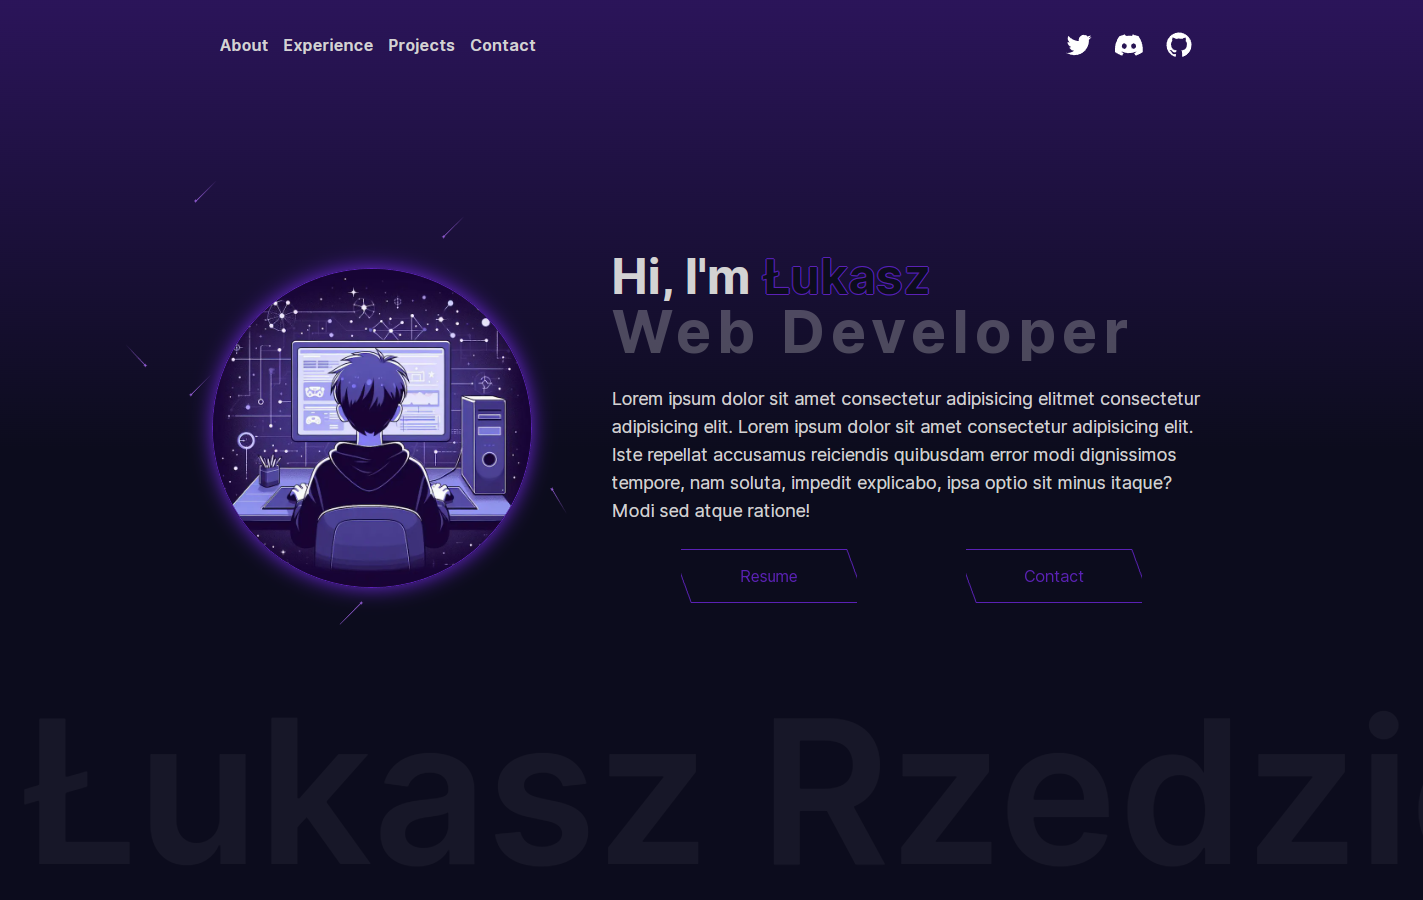 About Experience Projects Contact
Hi, I'm Łukasz
Web Developer
Lorem ipsum dolor sit amet consectetur adipisicing elitmet consectetur
adipisicing elit. Lorem ipsum dolor sit amet consectetur adipisicing elit.
Iste repellat accusamus reiciendis quibusdam error modi dignissimos
tempore, nam soluta, impedit explicabo, ipsa optio sit minus itaque?
Modi sed atque ratione!
Resume Contact
Łukasz Rzedzi